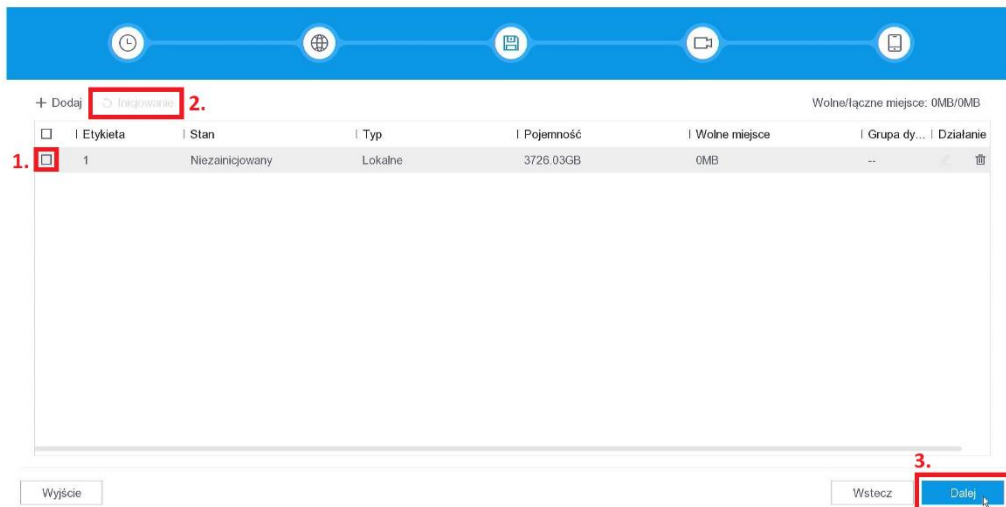 + Dodaj Inicjowanie 2. Wolne/łączne miejsce: 0MB/0MB
Etykieta Stan Typ Pojemność Wolne miejsce Grupa dy... Działanie
1. 1 Niezainicjowany Lokalne 3726.03GB 0MB --
3.
Wyjście Wstecz Dalej